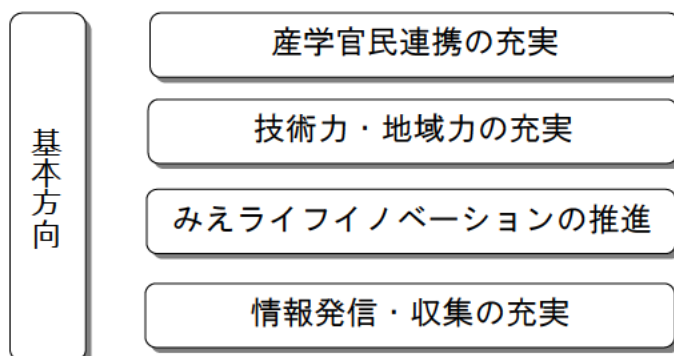 基本方向
産学官民連携の充実
技術力・地域力の充実
みえライフイノベーションの推進
情報発信・収集の充実